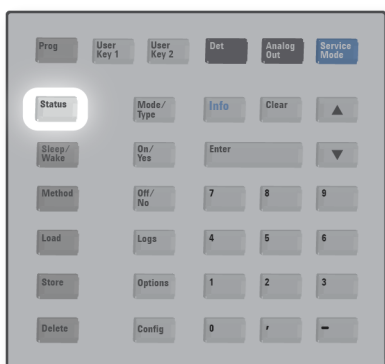 Prog User Key 1 User Key 2 Det Analog Out Service Mode
Status Mode/ Type Info Clear
Sleep/ Wake On/ Yes Enter
Method Off/ No 7 8 9
Load Logs 4 5 6
Store Options 1 2 3
Delete Config 0 , -